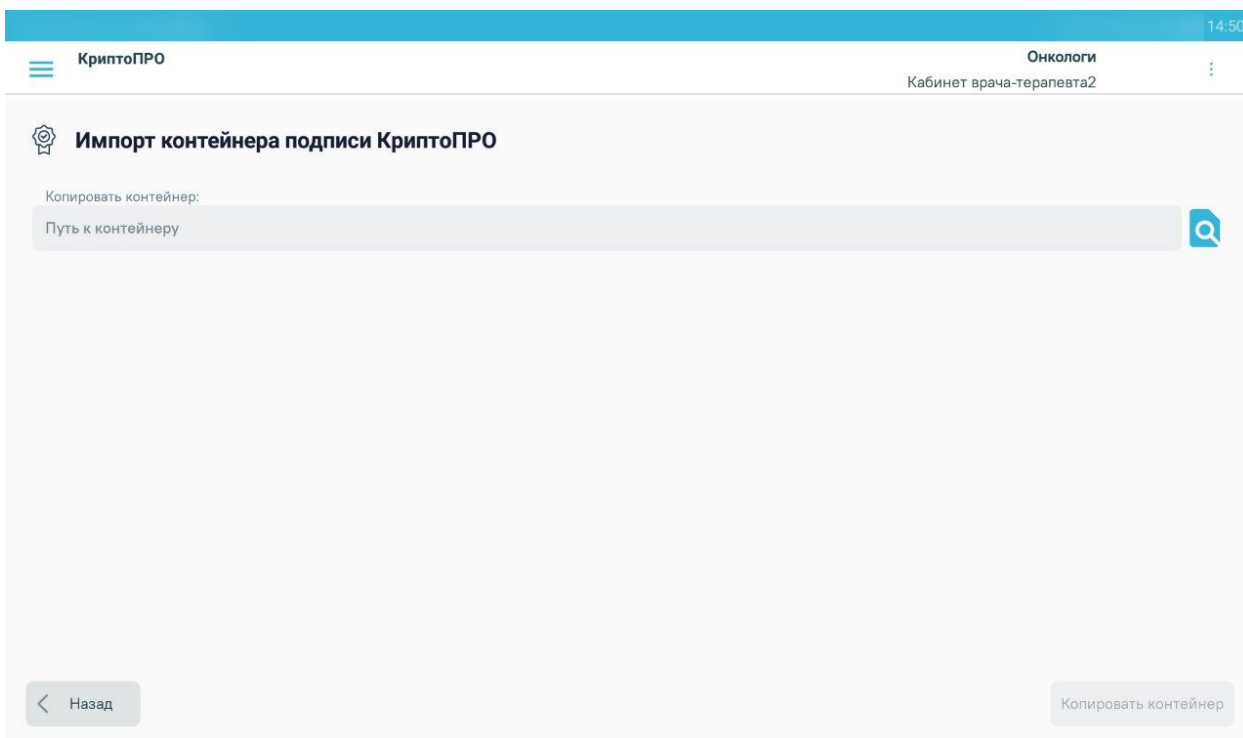 14:50
КриптоПРО
Онкологи
Кабинет врача-терапевта2
Импорт контейнера подписи КриптоПРО
Копировать контейнер:
Путь к контейнеру
Назад
Копировать контейнер